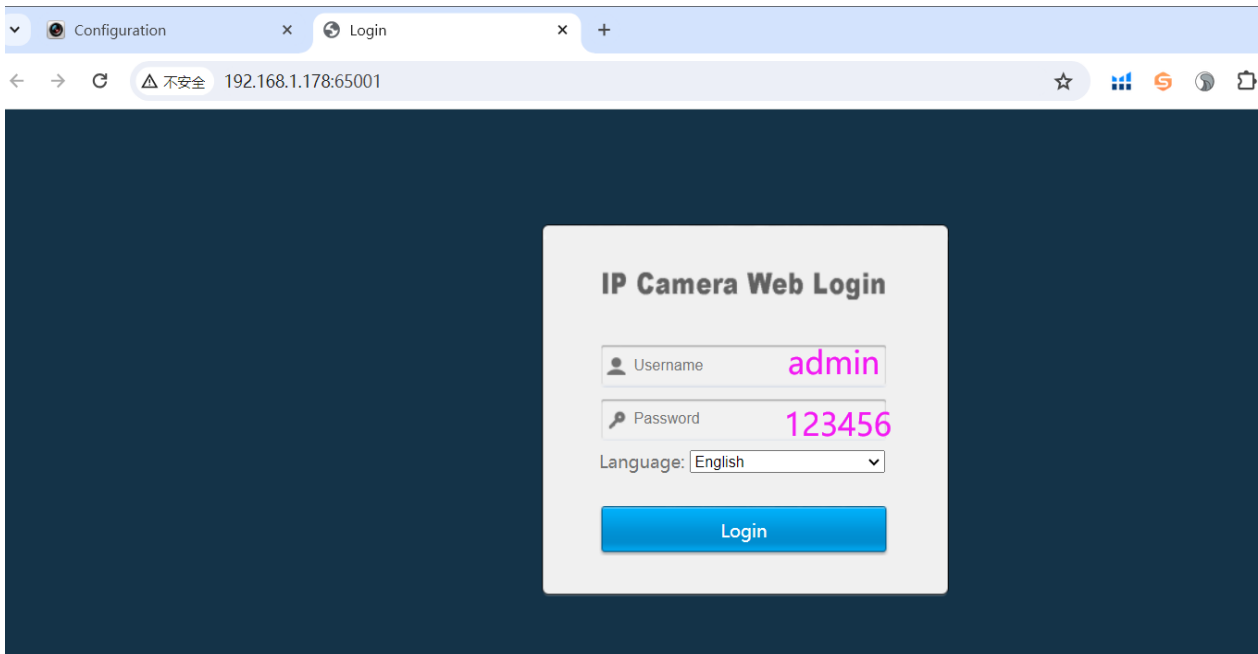 Configuration
Login
不安全 192.168.1.178:65001
IP Camera Web Login
Username admin
Password 123456
Language: English
Login